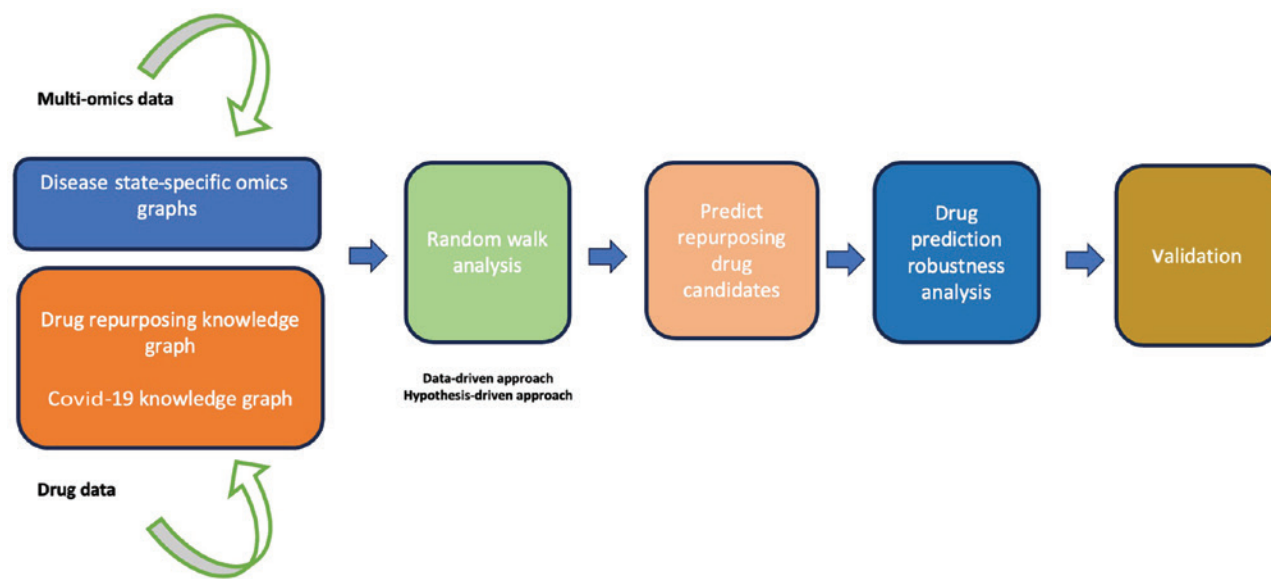 Multi-omics data
Disease state-specific omics
graphs
Drug repurposing knowledge
graph
Covid-19 knowledge graph
Drug data
Random walk
analysis
Data-driven approach
Hypothesis-driven approach
Predict
repurposing
drug
candidates
Drug
prediction
robustness
analysis
Validation